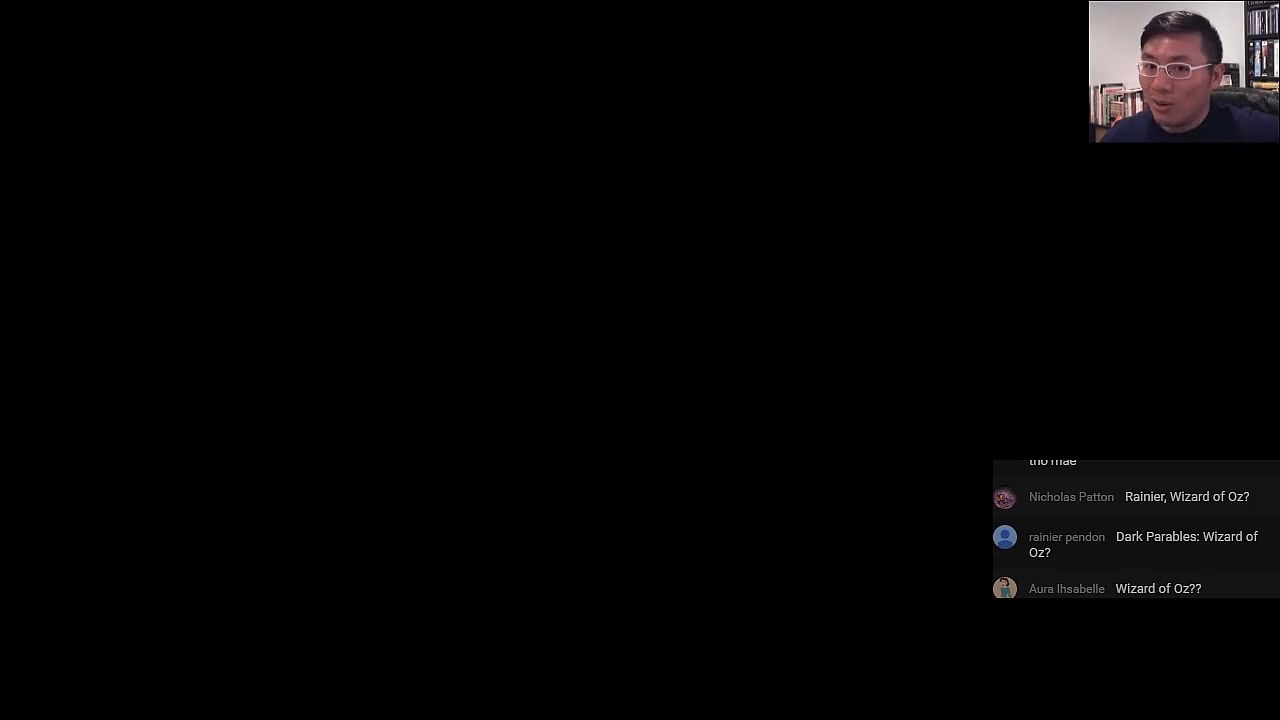 Nicholas Patton Rainier, Wizard of Oz?
rainier pendon Dark Parables: Wizard of
Oz?
Aura Ihsabelle Wizard of Oz??